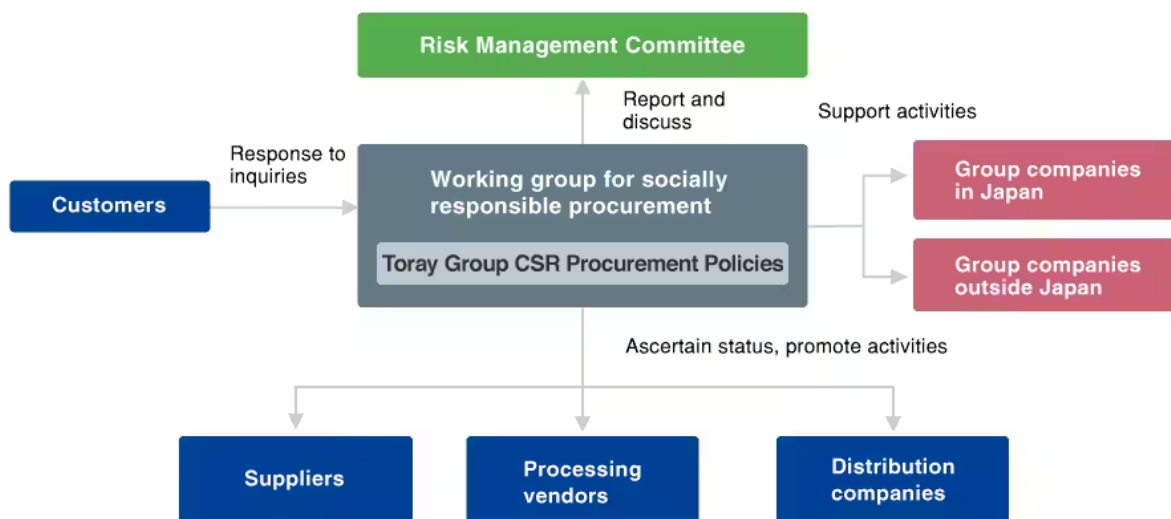 Risk Management Committee
Report and
discuss
Support activities
Response to
inquiries
Customers
Working group for socially
responsible procurement
Toray Group CSR Procurement Policies
Group companies
in Japan
Group companies
outside Japan
Ascertain status, promote activities
Suppliers
Processing
vendors
Distribution
companies